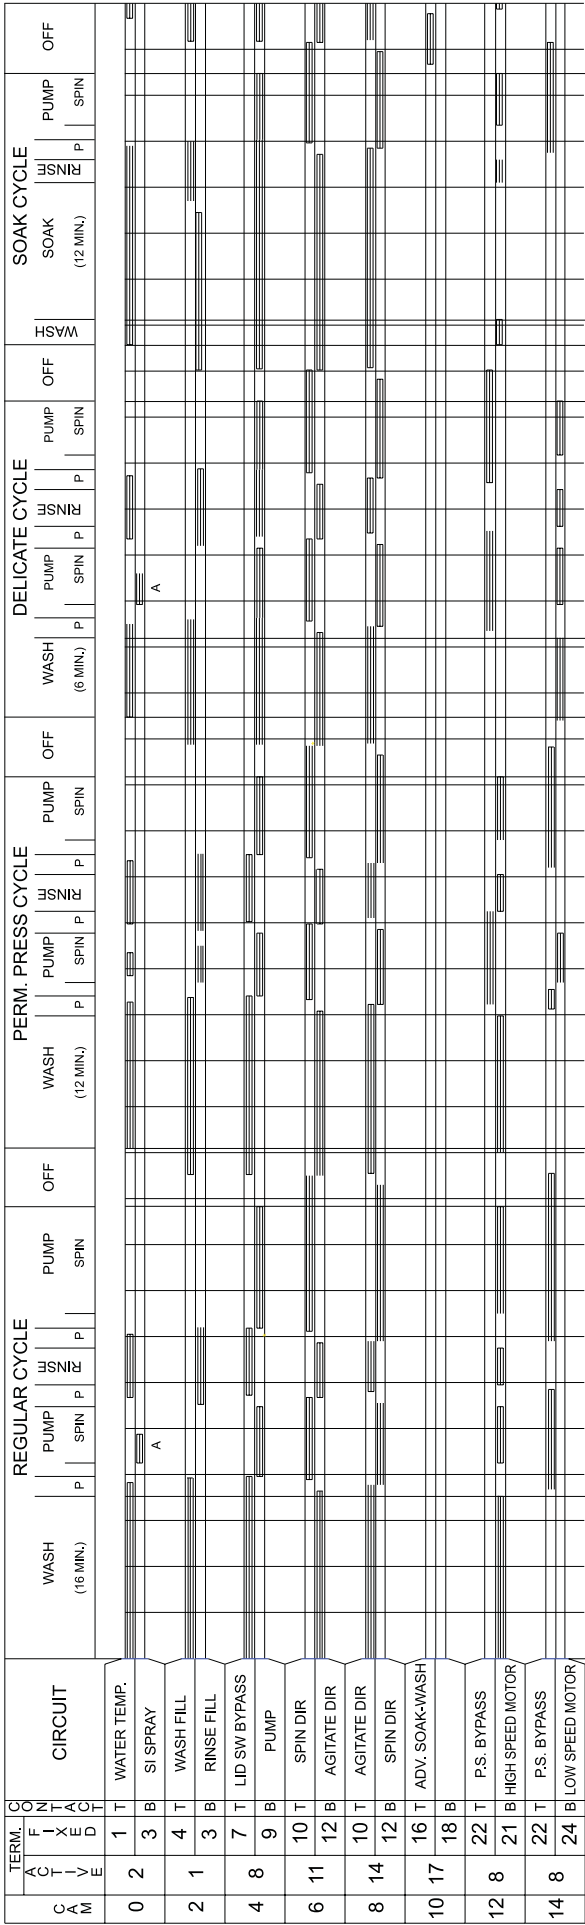 REGULAR CYCLE
PERM. PRESS CYCLE
DELICATE CYCLE
SOAK CYCLE
WASH
P
PUMP
P
RINSE
P
PUMP
OFF
WASH
P
PUMP
P
RINSE
P
PUMP
OFF
WASH
P
PUMP
P
RINSE
P
PUMP
OFF
WASH
SOAK
RINSE
P
PUMP
OFF
(16 MIN.)
SPIN
SPIN
(12 MIN.)
SPIN
SPIN
(6 MIN.)
SPIN
SPIN
(12 MIN.)
SPIN
CAM
TERM.
ACTIVE
FIXED
CONTACT
CIRCUIT
0 2 1 T WATER TEMP.
3 B SI SPRAY A A
2 1 4 T WASH FILL
3 B RINSE FILL
4 8 7 T LID SW BYPASS
9 B PUMP
6 11 10 T SPIN DIR
12 B AGITATE DIR
8 14 10 T AGITATE DIR
12 B SPIN DIR
10 17 16 T ADV. SOAK-WASH
18 B
12 8 22 T P.S. BYPASS
21 B HIGH SPEED MOTOR
14 8 22 T P.S. BYPASS
24 B LOW SPEED MOTOR